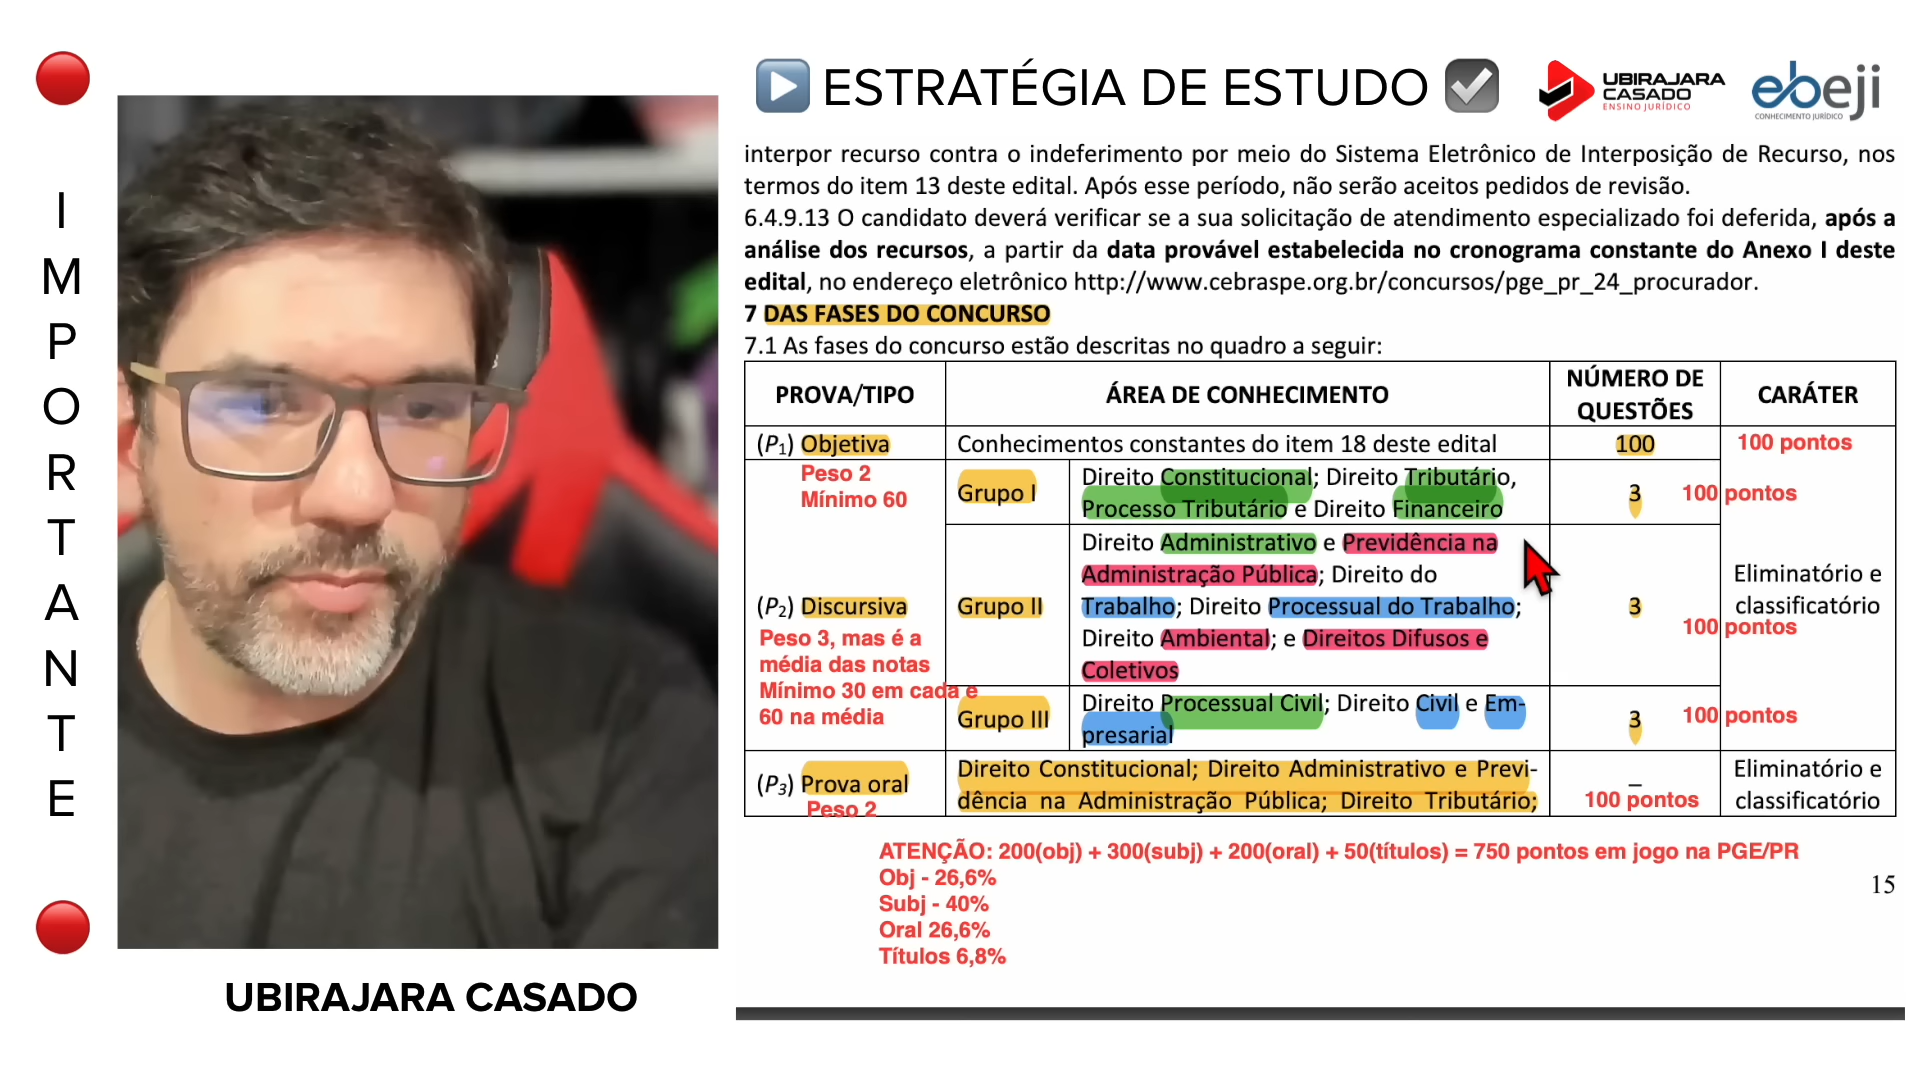 IMPORTANTE
UBIRAJARA CASADO
ESTRATÉGIA DE ESTUDO
UBIRAJARA
CASADO
ENSINO JURÍDICO
ebeji
CONHECIMENTO JURÍDICO
interpor recurso contra o indeferimento por meio do Sistema Eletrônico de Interposição de Recurso, nos
termos do item 13 deste edital. Após esse período, não serão aceitos pedidos de revisão.
6.4.9.13 O candidato deverá verificar se a sua solicitação de atendimento especializado foi deferida, após a
análise dos recursos, a partir da data provável estabelecida no cronograma constante do Anexo I deste
edital, no endereço eletrônico http://www.cebraspe.org.br/concursos/pge_pr_24_procurador.
7 DAS FASES DO CONCURSO
7.1 As fases do concurso estão descritas no quadro a seguir:
PROVA/TIPO
ÁREA DE CONHECIMENTO
NÚMERO DE
QUESTÕES
CARÁTER
(P1) Objetiva
Conhecimentos constantes do item 18 deste edital
100
100 pontos
Peso 2
Mínimo 60
Grupo I
Direito Constitucional; Direito Tributário,
Processo Tributário e Direito Financeiro
3
100 pontos
(P2) Discursiva
Peso 3, mas é a
média das notas
Mínimo 30 em cada e
60 na média
Grupo II
Direito Administrativo e Previdência na
Administração Pública; Direito do
Trabalho; Direito Processual do Trabalho;
Direito Ambiental; e Direitos Difusos e
Coletivos
3
100 pontos
Eliminatório e
classificatório
Grupo III
Direito Processual Civil; Direito Civil e Em-
presarial
3
100 pontos
(P3) Prova oral
Peso 2
Direito Constitucional; Direito Administrativo e Previ-
dência na Administração Pública; Direito Tributário;
–
100 pontos
Eliminatório e
classificatório
ATENÇÃO: 200(obj) + 300(subj) + 200(oral) + 50(títulos) = 750 pontos em jogo na PGE/PR
Obj - 26,6%
Subj - 40%
Oral 26,6%
Títulos 6,8%
15